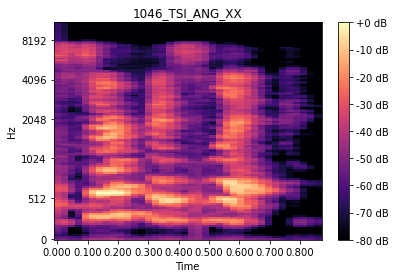 1046_TSI_ANG_XX
8192
4096
2048
1024
512
0
Hz
0.000 0.100 0.200 0.300 0.400 0.500 0.600 0.700 0.800
Time
+0 dB
-10 dB
-20 dB
-30 dB
-40 dB
-50 dB
-60 dB
-70 dB
-80 dB